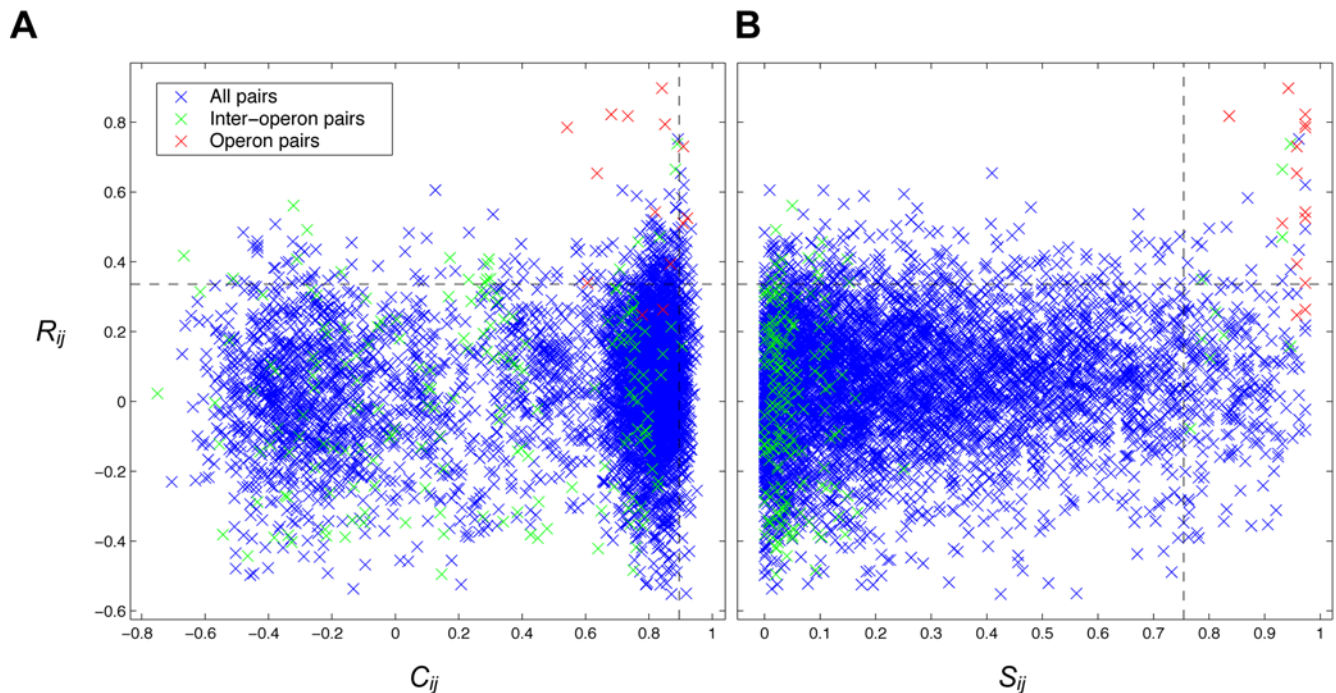 A
B
All pairs
Inter-operon pairs
Operon pairs
0.8
0.6
0.4
0.2
0
−0.2
−0.4
−0.6
Rij
−0.8 −0.6 −0.4 −0.2 0 0.2 0.4 0.6 0.8 1
0 0.1 0.2 0.3 0.4 0.5 0.6 0.7 0.8 0.9 1
Cij
Sij